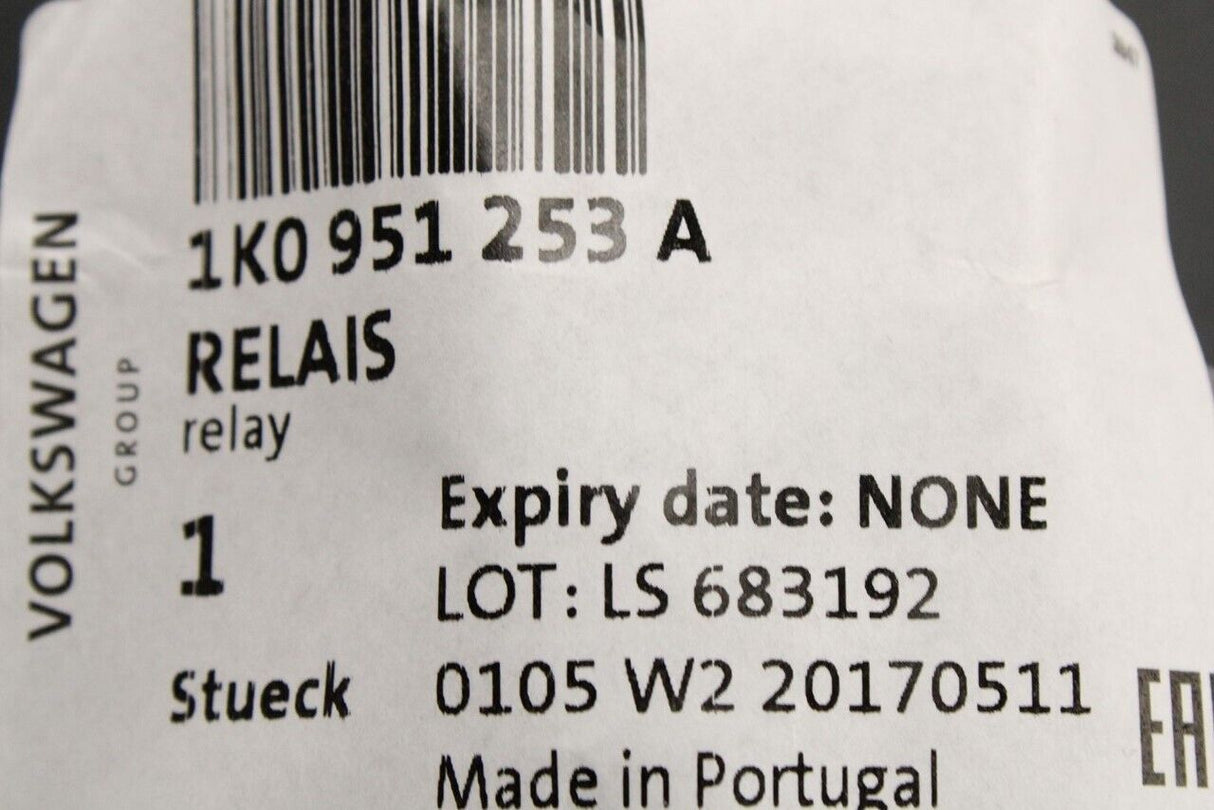 1K0 951 253 A
RELAIS
relay
1
Stueck
Expiry date: NONE
LOT: LS 683192
0105 W2 20170511
Made in Portugal
VOLKSWAGEN
GROUP